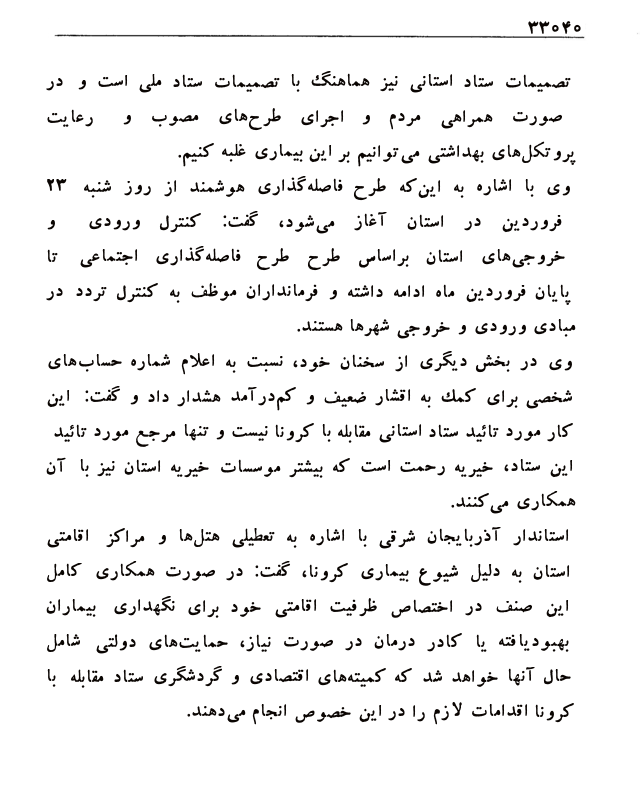 ۳۳۰۴۰
تصمیمات ستاد استانی نیز هماهنگ با تصمیمات ستاد ملی است و در
صورت همراهی مردم و اجرای طرح‌های مصوب و رعایت
پروتکل‌های بهداشتی می‌توانیم بر این بیماری غلبه کنیم.
وی با اشاره به این‌که طرح فاصله‌گذاری هوشمند از روز شنبه ۲۳
فروردین در استان آغاز می‌شود، گفت: کنترل ورودی و
خروجی‌های استان براساس طرح طرح فاصله‌گذاری اجتماعی تا
پایان فروردین ماه ادامه داشته و فرمانداران موظف به کنترل تردد در
مبادی ورودی و خروجی شهرها هستند.
وی در بخش دیگری از سخنان خود، نسبت به اعلام شماره حساب‌های
شخصی برای کمک به اقشار ضعیف و کم‌درآمد هشدار داد و گفت: این
کار مورد تائید ستاد استانی مقابله با کرونا نیست و تنها مرجع مورد تائید
این ستاد، خیریه رحمت است که بیشتر موسسات خیریه استان نیز با آن
همکاری می‌کنند.
استاندار آذربایجان شرقی با اشاره به تعطیلی هتل‌ها و مراکز اقامتی
استان به دلیل شیوع بیماری کرونا، گفت: در صورت همکاری کامل
این صنف در اختصاص ظرفیت اقامتی خود برای نگهداری بیماران
بهبودیافته یا کادر درمان در صورت نیاز، حمایت‌های دولتی شامل
حال آنها خواهد شد که کمیته‌های اقتصادی و گردشگری ستاد مقابله با
کرونا اقدامات لازم را در این خصوص انجام می‌دهند.